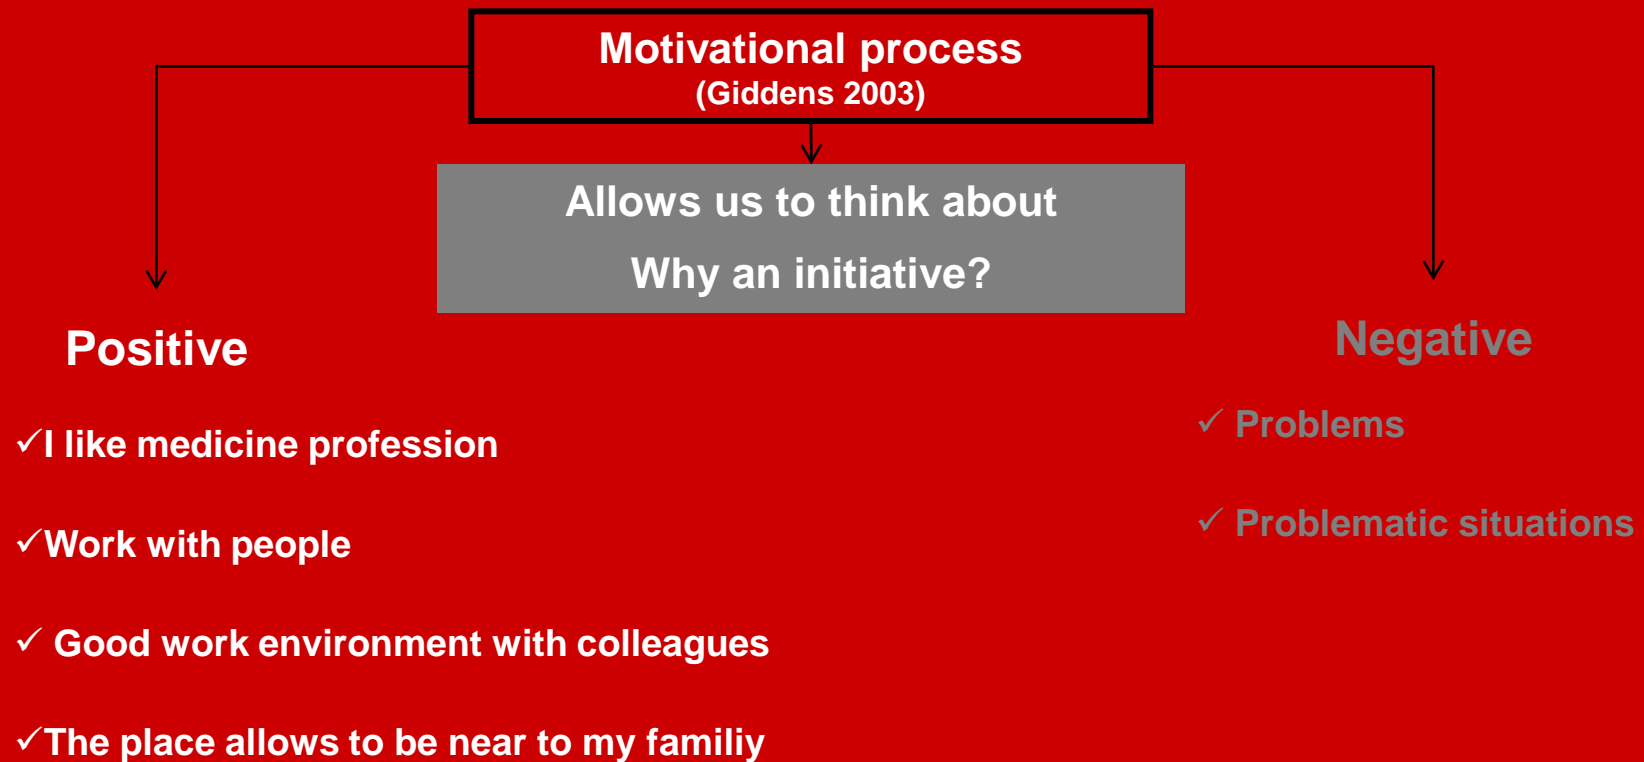 Motivational process
(Giddens 2003)
Allows us to think about
Why an initiative?
Positive
✓I like medicine profession
✓Work with people
✓ Good work environment with colleagues
✓The place allows to be near to my familiy
Negative
✓ Problems
✓ Problematic situations